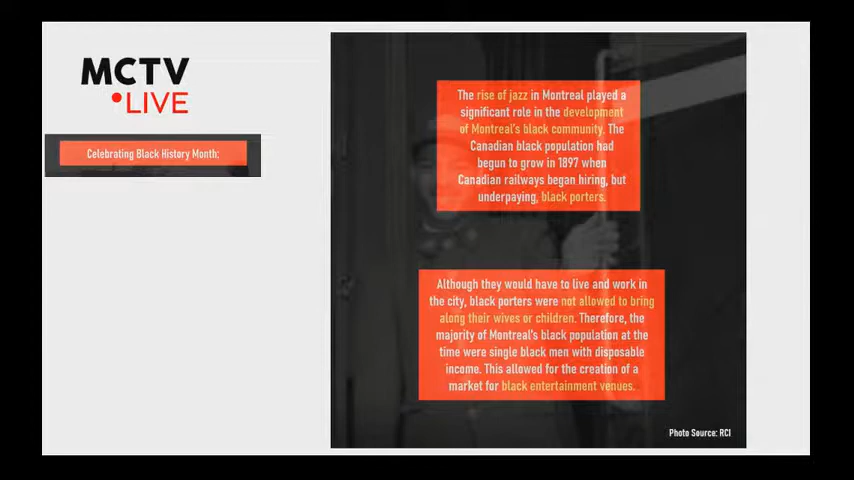 MCTV
LIVE
Celebrating Black History Month:
The rise of jazz in Montreal played a
significant role in the development
of Montreal's black community. The
Canadian black population had
begun to grow in 1897 when
Canadian railways began hiring, but
underpaying, black porters.
Although they would have to live and work in
the city, black porters were not allowed to bring
along their wives or children. Therefore, the
majority of Montreal's black population at the
time were single black men with disposable
income. This allowed for the creation of a
market for black entertainment venues.
Photo Source: RCI